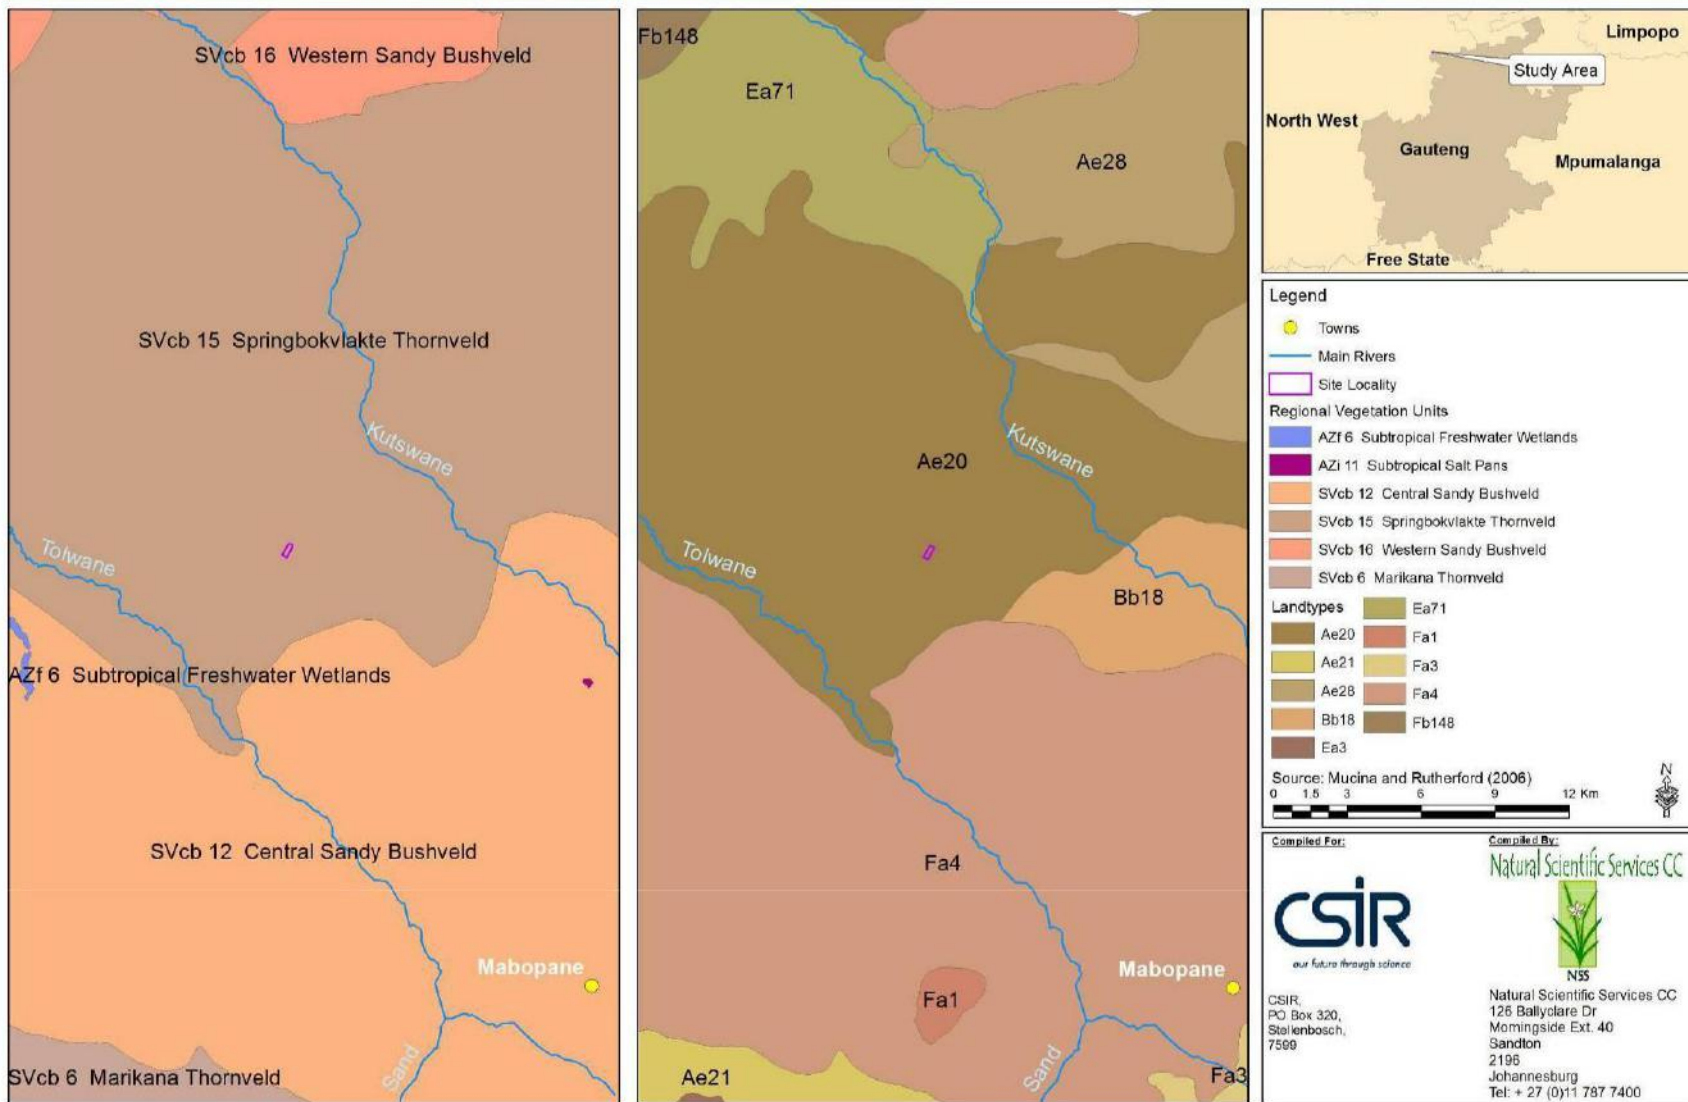 SVcb 16 Western Sandy Bushveld
SVcb 15 Springbokvlakte Thornveld
Kutswane
Tolwane
AZf 6 Subtropical Freshwater Wetlands
SVcb 12 Central Sandy Bushveld
Mabopane
SVcb 6 Marikana Thornveld
Sand
Fb148
Ea71
Ae28
Kutswane
Ae20
Tolwane
Bb18
Fa4
Mabopane
Fa1
Sand
Ae21
Fa3
Limpopo
Study Area
North West
Gauteng
Mpumalanga
Free State
Legend
Towns
Main Rivers
Site Locality
Regional Vegetation Units
AZf 6 Subtropical Freshwater Wetlands
AZi 11 Subtropical Salt Pans
SVcb 12 Central Sandy Bushveld
SVcb 15 Springbokvlakte Thornveld
SVcb 16 Western Sandy Bushveld
SVcb 6 Marikana Thornveld
Landtypes
Ae20
Ae21
Ae28
Bb18
Ea3
Ea71
Fa1
Fa3
Fa4
Fb148
Source: Mucina and Rutherford (2006)
0 1.5 3 6 9 12 Km
N
Compiled For:
CSIR
our future through science
CSIR,
PO Box 320,
Stellenbosch,
7599
Compiled By:
Natural Scientific Services CC
NSS
Natural Scientific Services CC
126 Ballyclare Dr
Morningside Ext. 40
Sandton
2196
Johannesburg
Tel: + 27 (0)11 787 7400